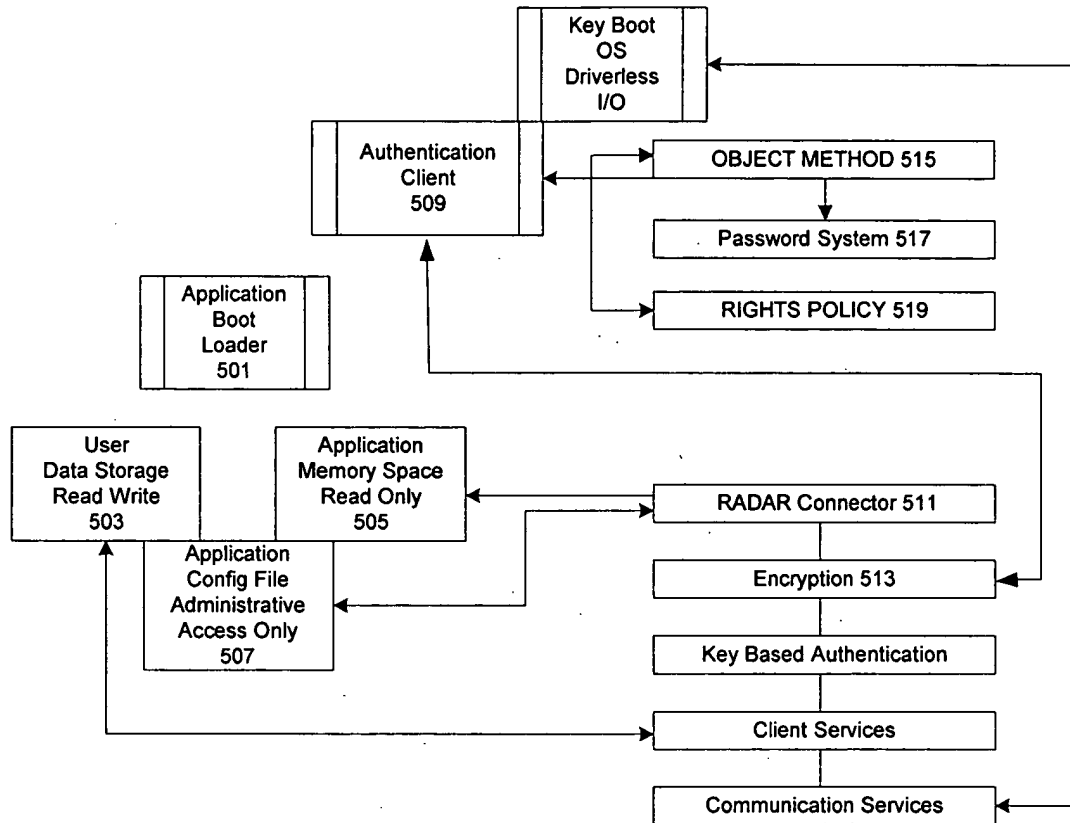 Key Boot
OS
Driverless
I/O
Authentication
Client
509
OBJECT METHOD 515
Password System 517
RIGHTS POLICY 519
Application
Boot
Loader
501
User
Data Storage
Read Write
503
Application
Memory Space
Read Only
505
Application
Config File
Administrative
Access Only
507
RADAR Connector 511
Encryption 513
Key Based Authentication
Client Services
Communication Services